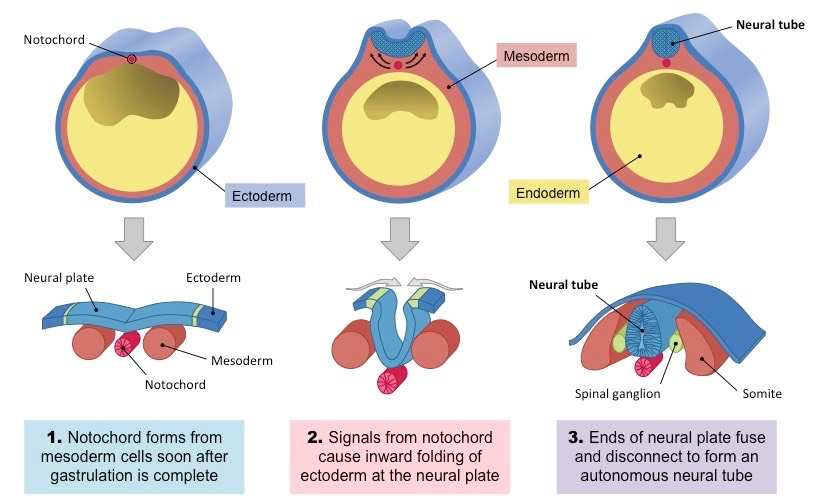 Notochord
Neural tube
Mesoderm
Ectoderm
Endoderm
Neural plate
Ectoderm
Mesoderm
Notochord
Neural tube
Spinal ganglion
Somite
1. Notochord forms from
mesoderm cells soon after
gastrulation is complete
2. Signals from notochord
cause inward folding of
ectoderm at the neural plate
3. Ends of neural plate fuse
and disconnect to form an
autonomous neural tube